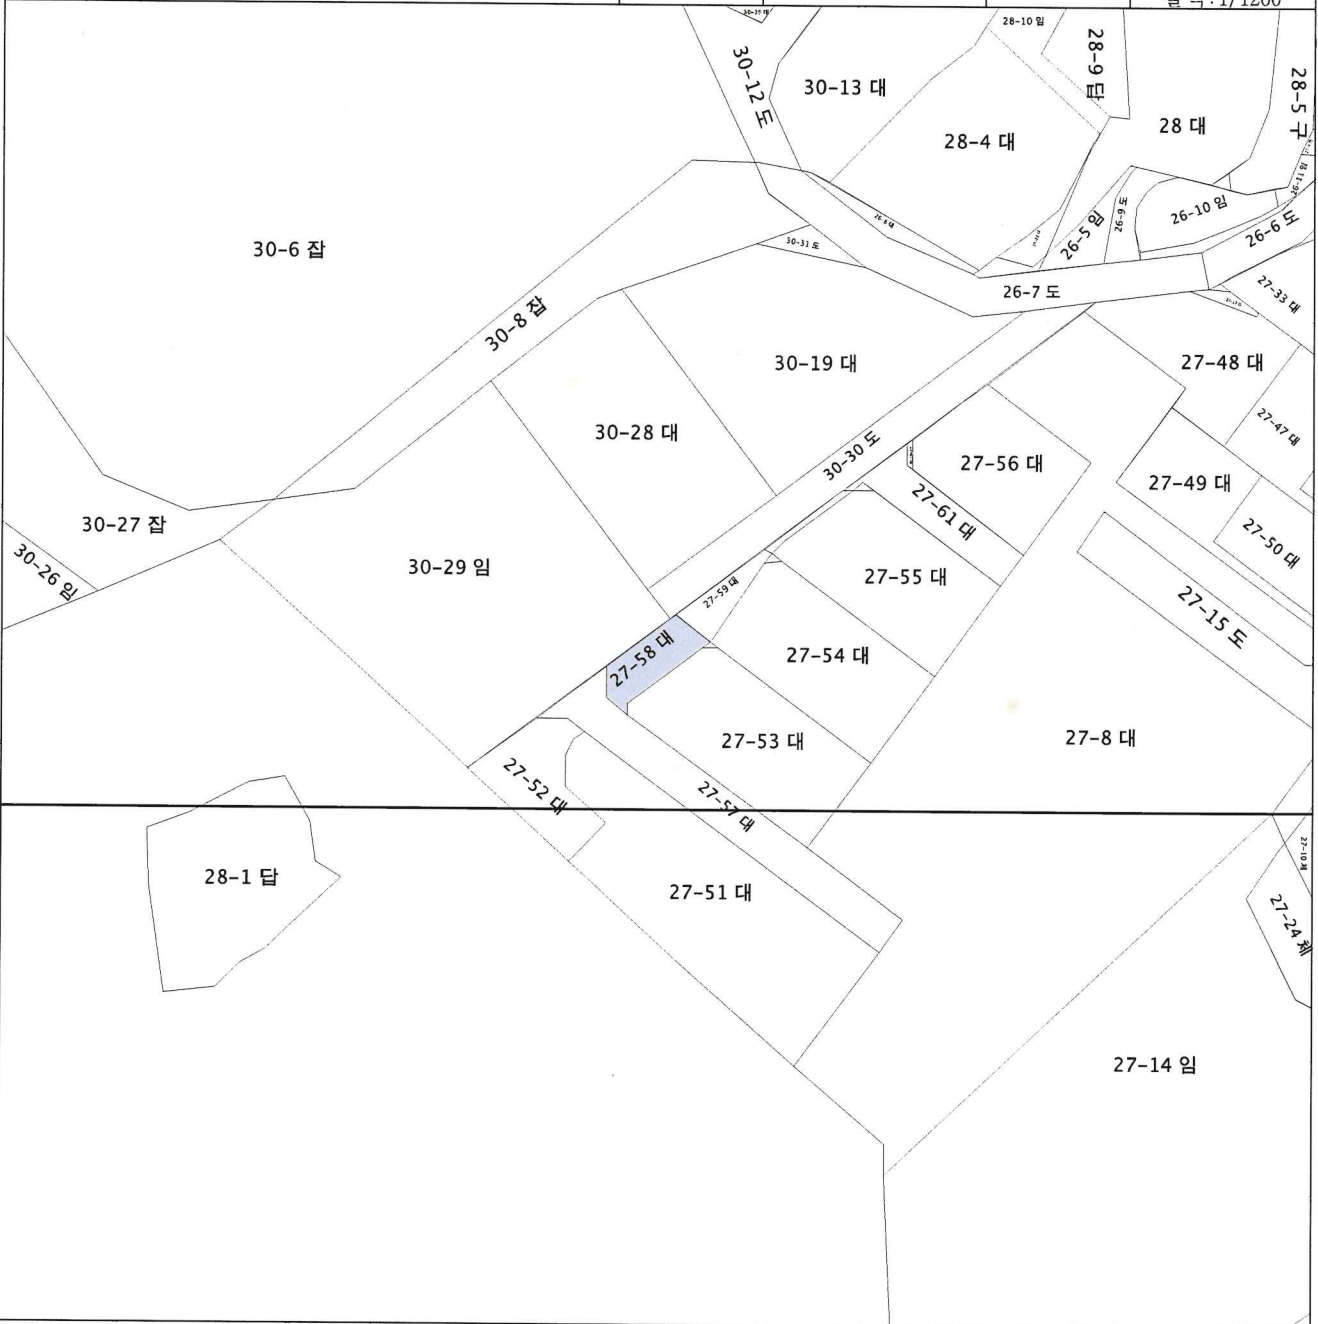 척 : 1/1200
28-10 임
30-12 도
30-13 대
28-9 답
28-5 구
28-4 대
28 대
26-11 임
26-10 임
26-9 도
26-5 임
26-6 도
30-6 잡
30-31 도
26-7 도
27-33 대
30-8 잡
30-19 대
27-48 대
30-28 대
27-47 대
30-30 도
27-56 대
27-49 대
27-61 대
30-27 잡
27-50 대
30-26 임
30-29 임
27-55 대
27-59 대
27-15 도
27-58 대
27-54 대
27-53 대
27-8 대
27-52 대
27-57 대
28-1 답
27-51 대
27-24 체
27-14 임